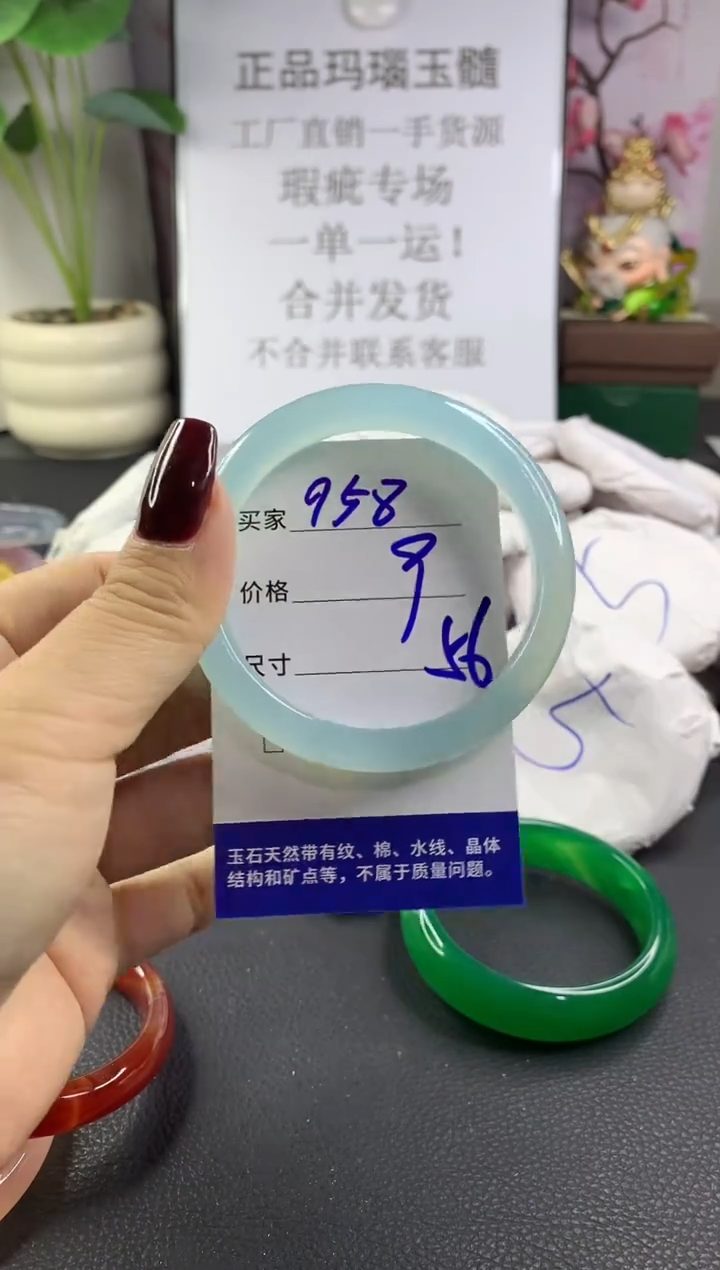 正品玛瑙玉髓
工厂直销一手货源
瑕疵专场
一单一运！
合并发货
不合并联系客服
买家 958
价格 9
尺寸 56
玉石天然带有纹、棉、水线、晶体
结构和矿点等，不属于质量问题。
5
5